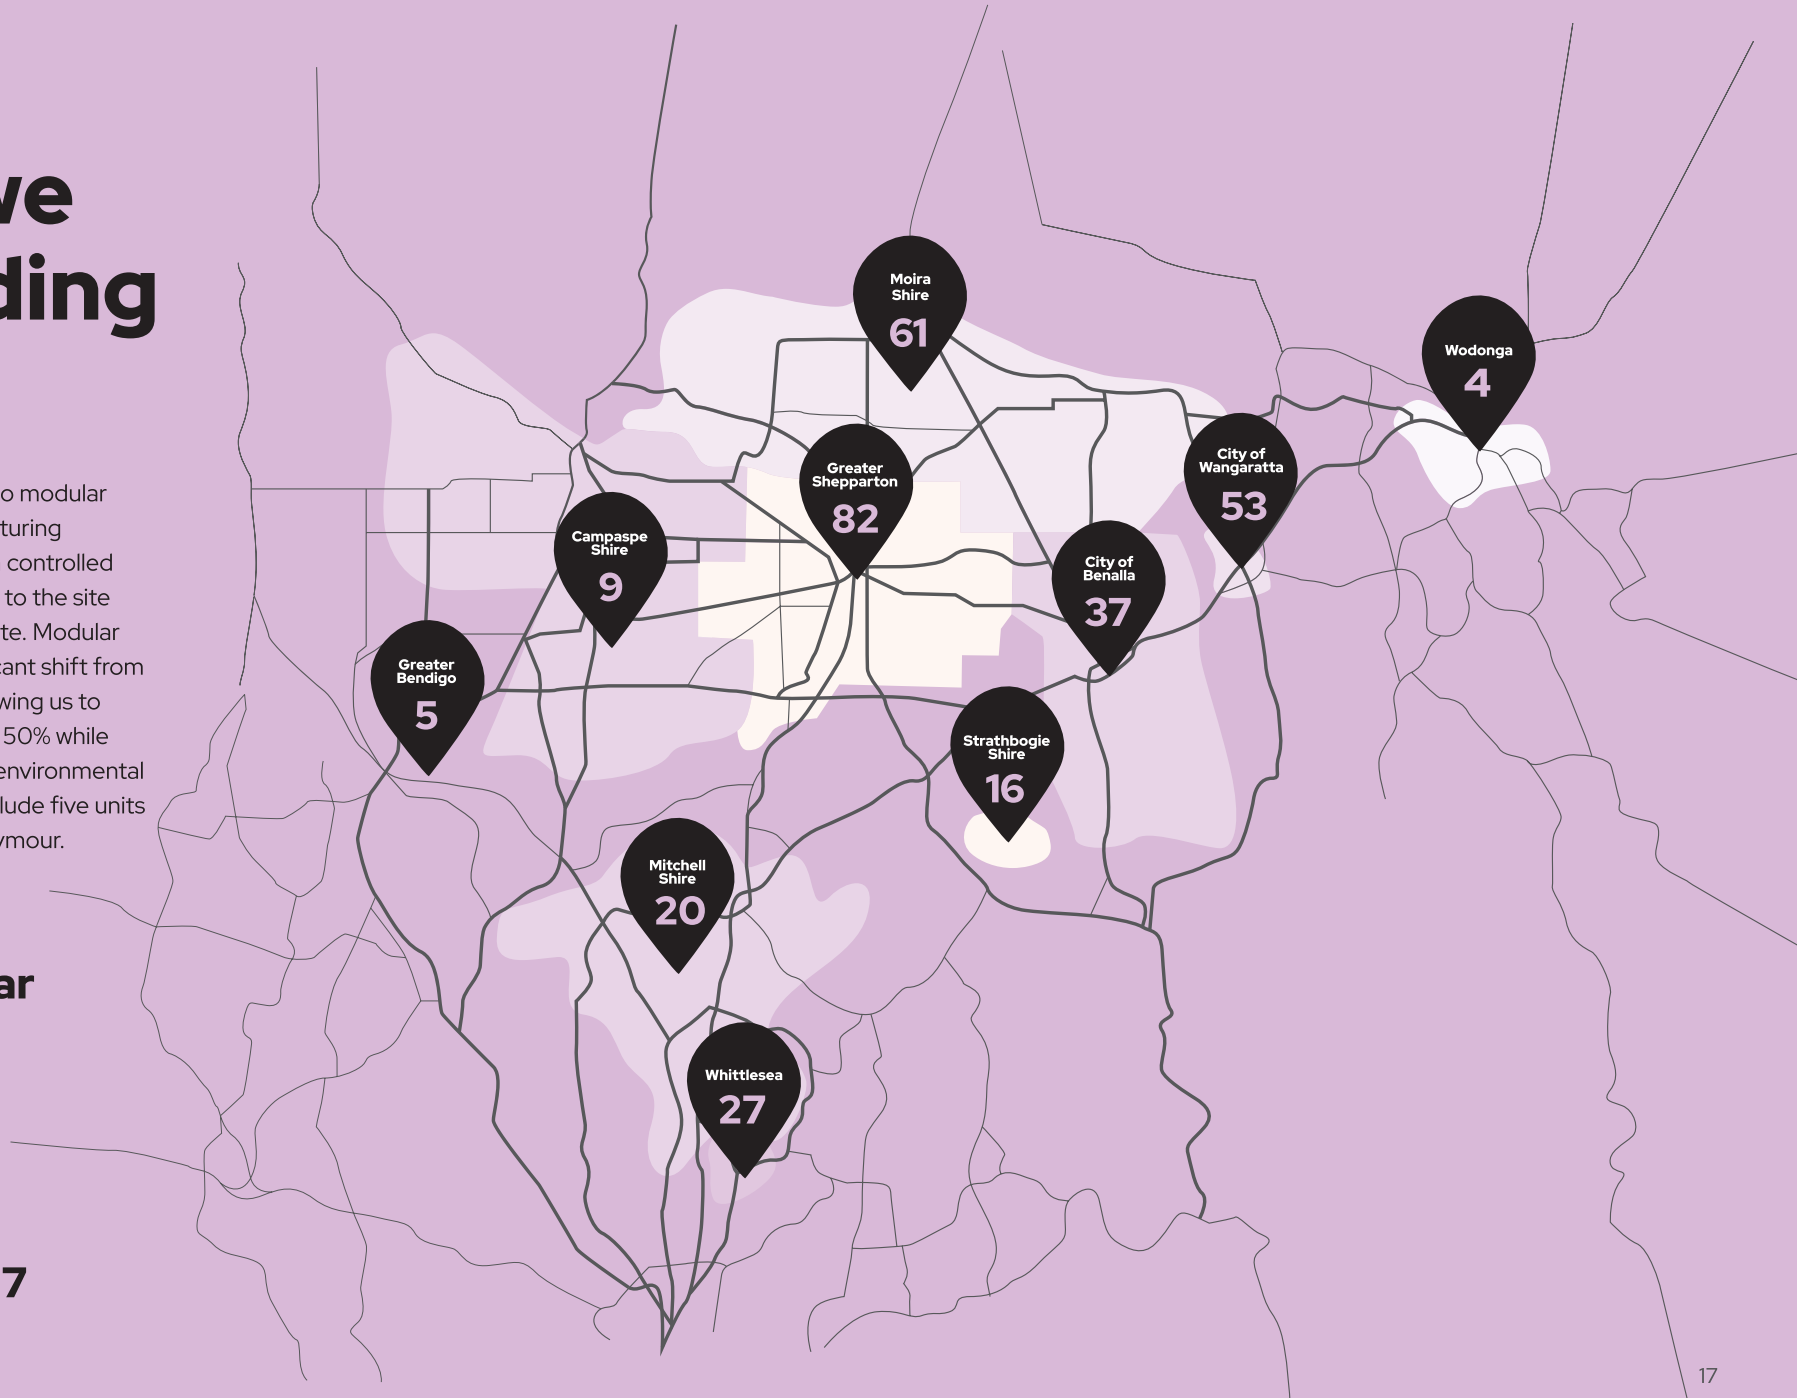 we
ding
o modular
turing
controlled
to the site
te. Modular
cant shift from
wing us to
50% while
environmental
lude five units
ymour.
ar
7
Moira
Shire
61
Wodonga
4
Greater
Shepparton
82
City of
Wangaratta
53
Campaspe
Shire
9
City of
Benalla
37
Greater
Bendigo
5
Strathbogie
Shire
16
Mitchell
Shire
20
Whittlesea
27
17